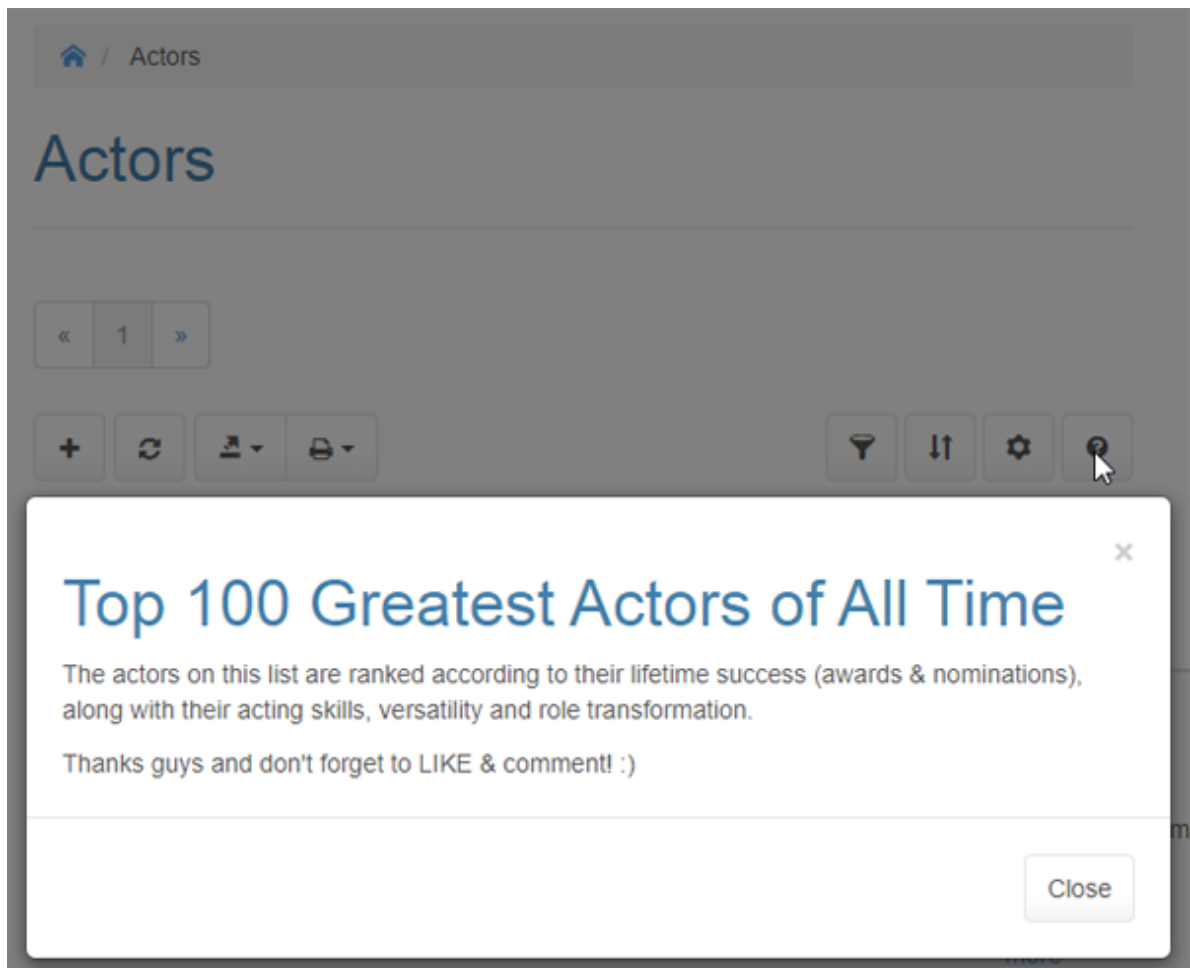 / Actors
Actors
« 1 »
×
Top 100 Greatest Actors of All Time
The actors on this list are ranked according to their lifetime success (awards & nominations),
along with their acting skills, versatility and role transformation.
Thanks guys and don't forget to LIKE & comment! :)
Close